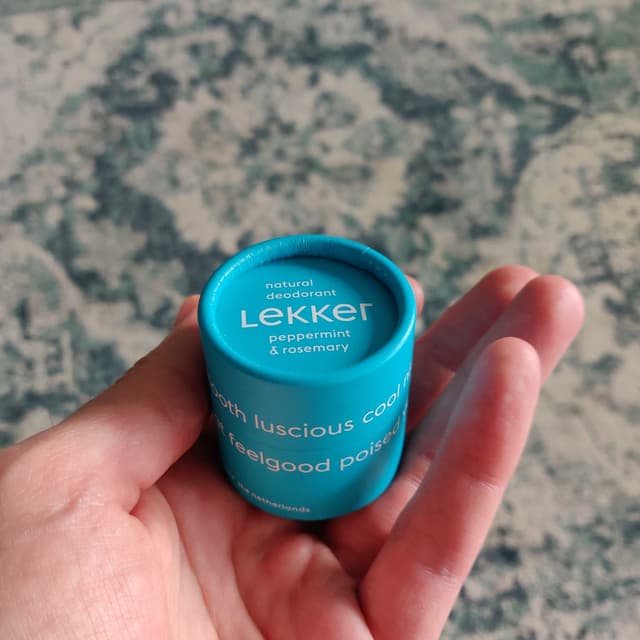 natural
deodorant
Lekker
peppermint
& rosemary
luscious cool
feelgood poised
the netherlands